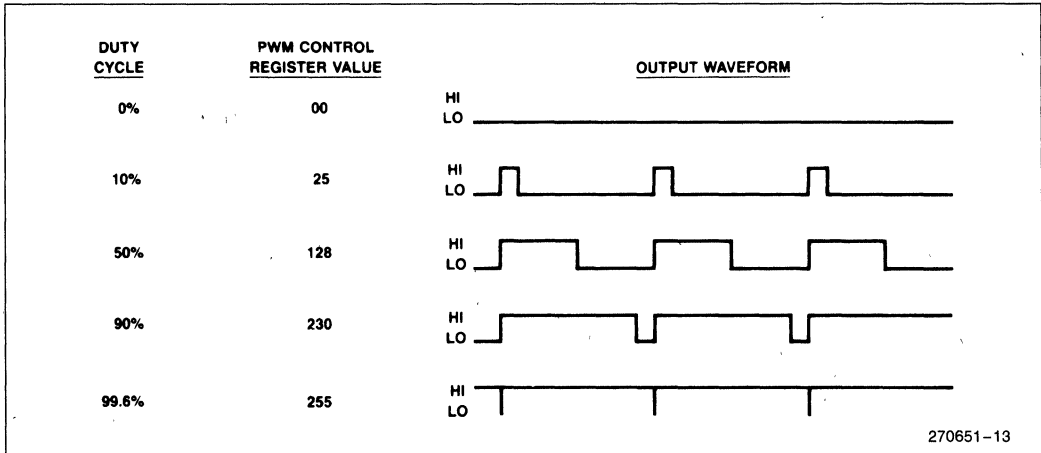 DUTY CYCLE PWM CONTROL REGISTER VALUE OUTPUT WAVEFORM
0% 00 HI LO
10% 25 HI LO
50% 128 HI LO
90% 230 HI LO
99.6% 255 HI LO
270651-13